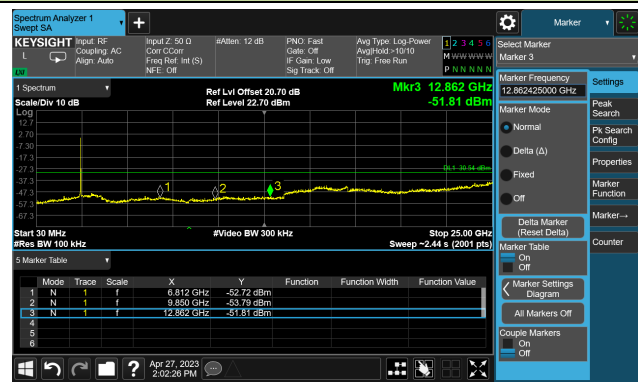 Spectrum Analyzer 1
Swept SA
Marker
KEYSIGHT
L
Input: RF
Coupling: AC
Align: Auto
Input Z: 50 Ω
Corr CCorr
Freq Ref: Int (S)
NFE: Off
#Atten: 12 dB
PNO: Fast
Gate: Off
IF Gain: Low
Sig Track: Off
Avg Type: Log-Power
Avg|Hold:>10/10
Trig: Free Run
1 2 3 4 5 6
M W W W W W
P N N N N N
Select Marker
Marker 3
1 Spectrum
Scale/Div 10 dB
Ref Lvl Offset 20.70 dB
Ref Level 22.70 dBm
Mkr3 12.862 GHz
-51.81 dBm
Log
12.7
2.70
-7.30
-17.3
-27.3
-37.3
-47.3
-57.3
-67.3
DL1 -30.54 dBm
1
2
3
Start 30 MHz
#Res BW 100 kHz
#Video BW 300 kHz
Stop 25.00 GHz
Sweep ~2.44 s (2001 pts)
5 Marker Table
Mode Trace Scale X Y Function Function Width Function Value
1 N 1 f 6.812 GHz -52.72 dBm
2 N 1 f 9.850 GHz -53.79 dBm
3 N 1 f 12.862 GHz -51.81 dBm
4
5
6
Marker Frequency
12.862425000 GHz
Marker Mode
Normal
Delta (Δ)
Fixed
Off
Delta Marker
(Reset Delta)
Marker Table
On
Off
Marker Settings
Diagram
All Markers Off
Couple Markers
On
Off
Settings
Peak
Search
Pk Search
Config
Properties
Marker
Function
Marker→
Counter
?
Apr 27, 2023
2:02:26 PM